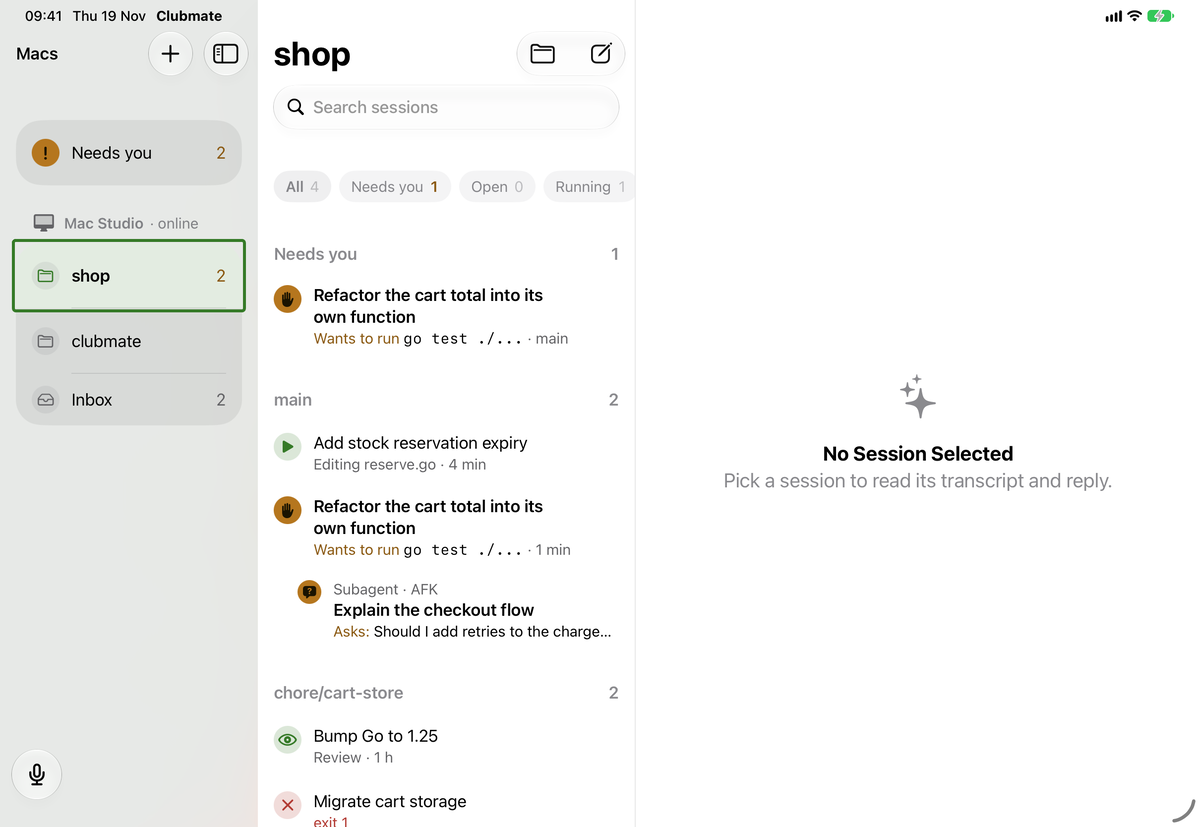 09:41 Thu 19 Nov Clubmate
Macs
Needs you 2
Mac Studio · online
shop 2
clubmate
Inbox 2
shop
Search sessions
All 4 Needs you 1 Open 0 Running 1
Needs you 1
Refactor the cart total into its
own function
Wants to run go test ./... · main
main 2
Add stock reservation expiry
Editing reserve.go · 4 min
Refactor the cart total into its
own function
Wants to run go test ./... · 1 min
Subagent · AFK
Explain the checkout flow
Asks: Should I add retries to the charge...
chore/cart-store 2
Bump Go to 1.25
Review · 1 h
Migrate cart storage
exit 1
No Session Selected
Pick a session to read its transcript and reply.